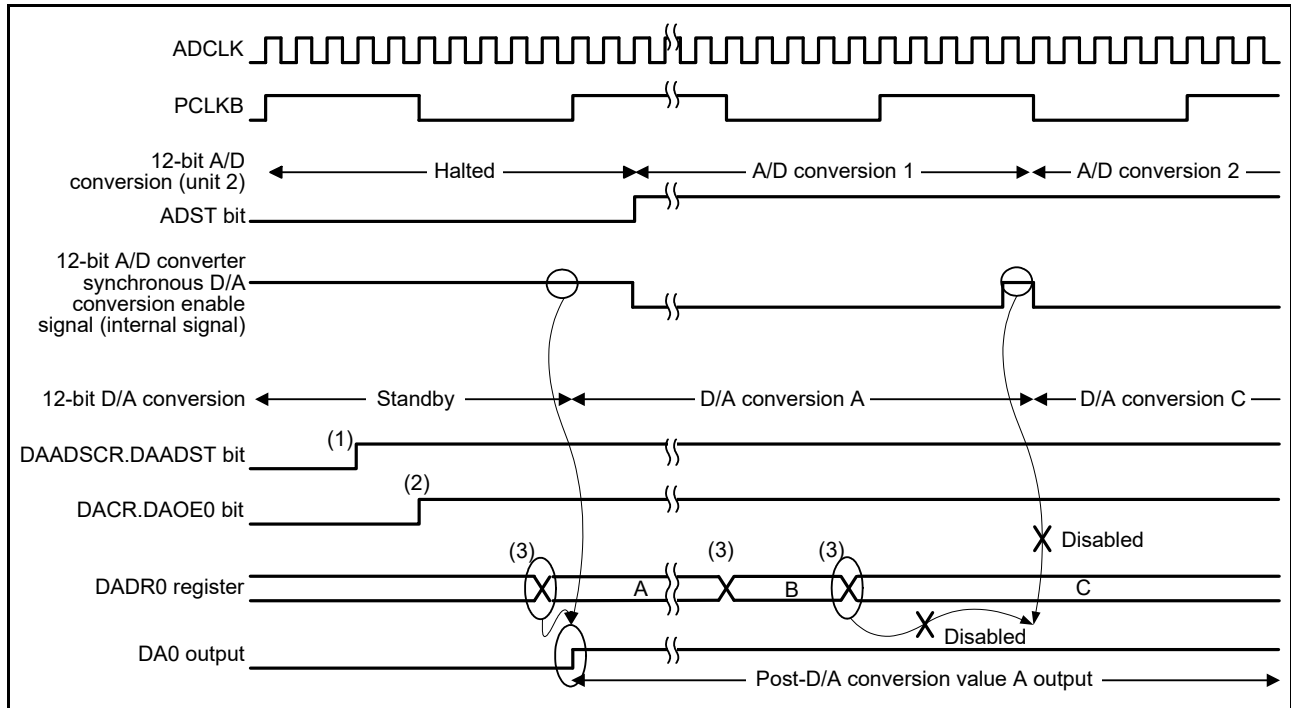 ADCLK
PCLKB
12-bit A/D
conversion (unit 2)
Halted
A/D conversion 1
A/D conversion 2
ADST bit
12-bit A/D converter
synchronous D/A
conversion enable
signal (internal signal)
12-bit D/A conversion
Standby
D/A conversion A
D/A conversion C
(1)
DAADSCR.DAADST bit
(2)
DACR.DAOE0 bit
Disabled
(3)
(3)
(3)
DADR0 register
A
B
C
Disabled
DA0 output
Post-D/A conversion value A output